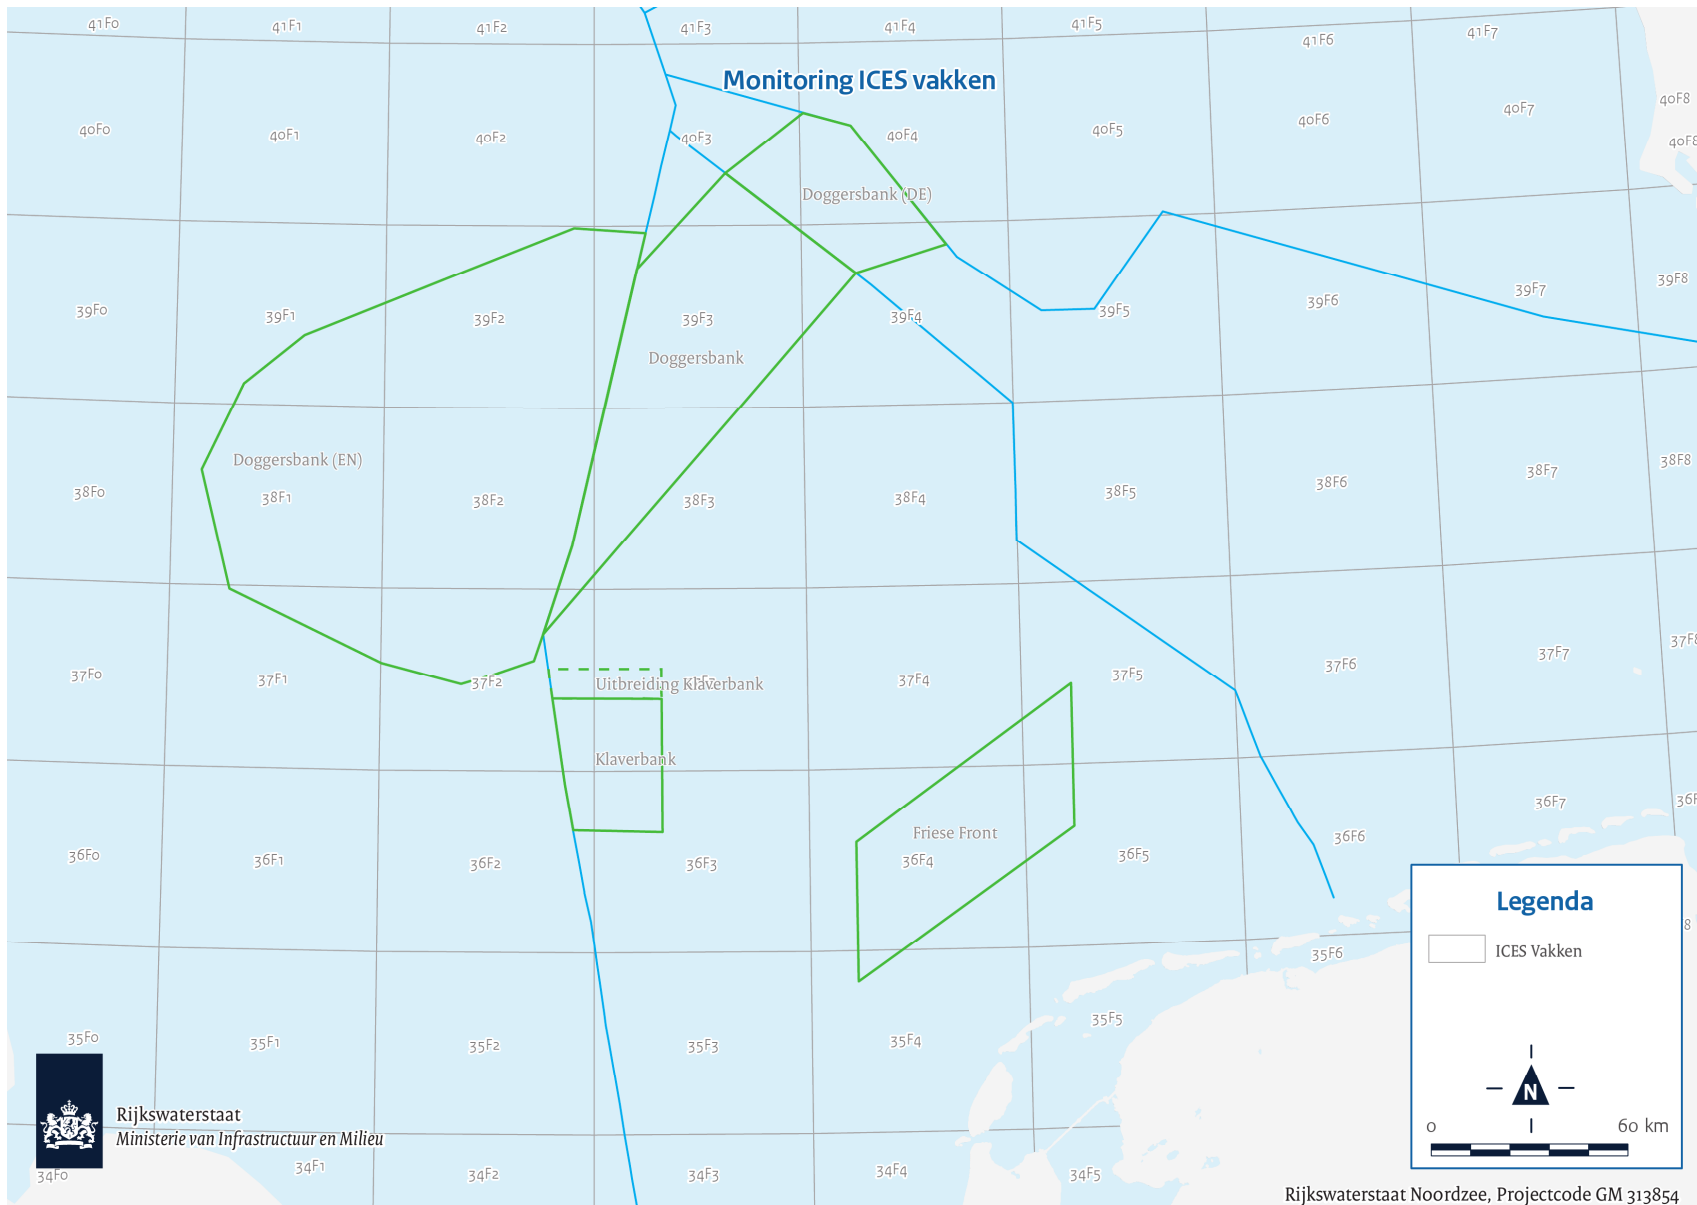 41F0 41F1 41F2 41F3 41F4 41F5 41F6 41F7
Monitoring ICES vakken
40F0 40F1 40F2 40F3 40F4 40F5 40F6 40F7 40F8
40F8
Doggersbank (DE)
39F0 39F1 39F2 39F3 39F4 39F5 39F6 39F7 39F8
Doggersbank
Doggersbank (EN)
38F0 38F1 38F2 38F3 38F4 38F5 38F6 38F7 38F8
37F0 37F1 37F2 37F4 37F5 37F6 37F7 37F8
Uitbreiding Klaverbank
Klaverbank
Friese Front
36F0 36F1 36F2 36F3 36F4 36F5 36F6 36F7 36F
Legenda
ICES Vakken
8
35F0 35F1 35F2 35F3 35F4 35F5 35F6
N
0 60 km
Rijkswaterstaat
Ministerie van Infrastructuur en Milieu
34F0 34F1 34F2 34F3 34F4 34F5
Rijkswaterstaat Noordzee, Projectcode GM 313854